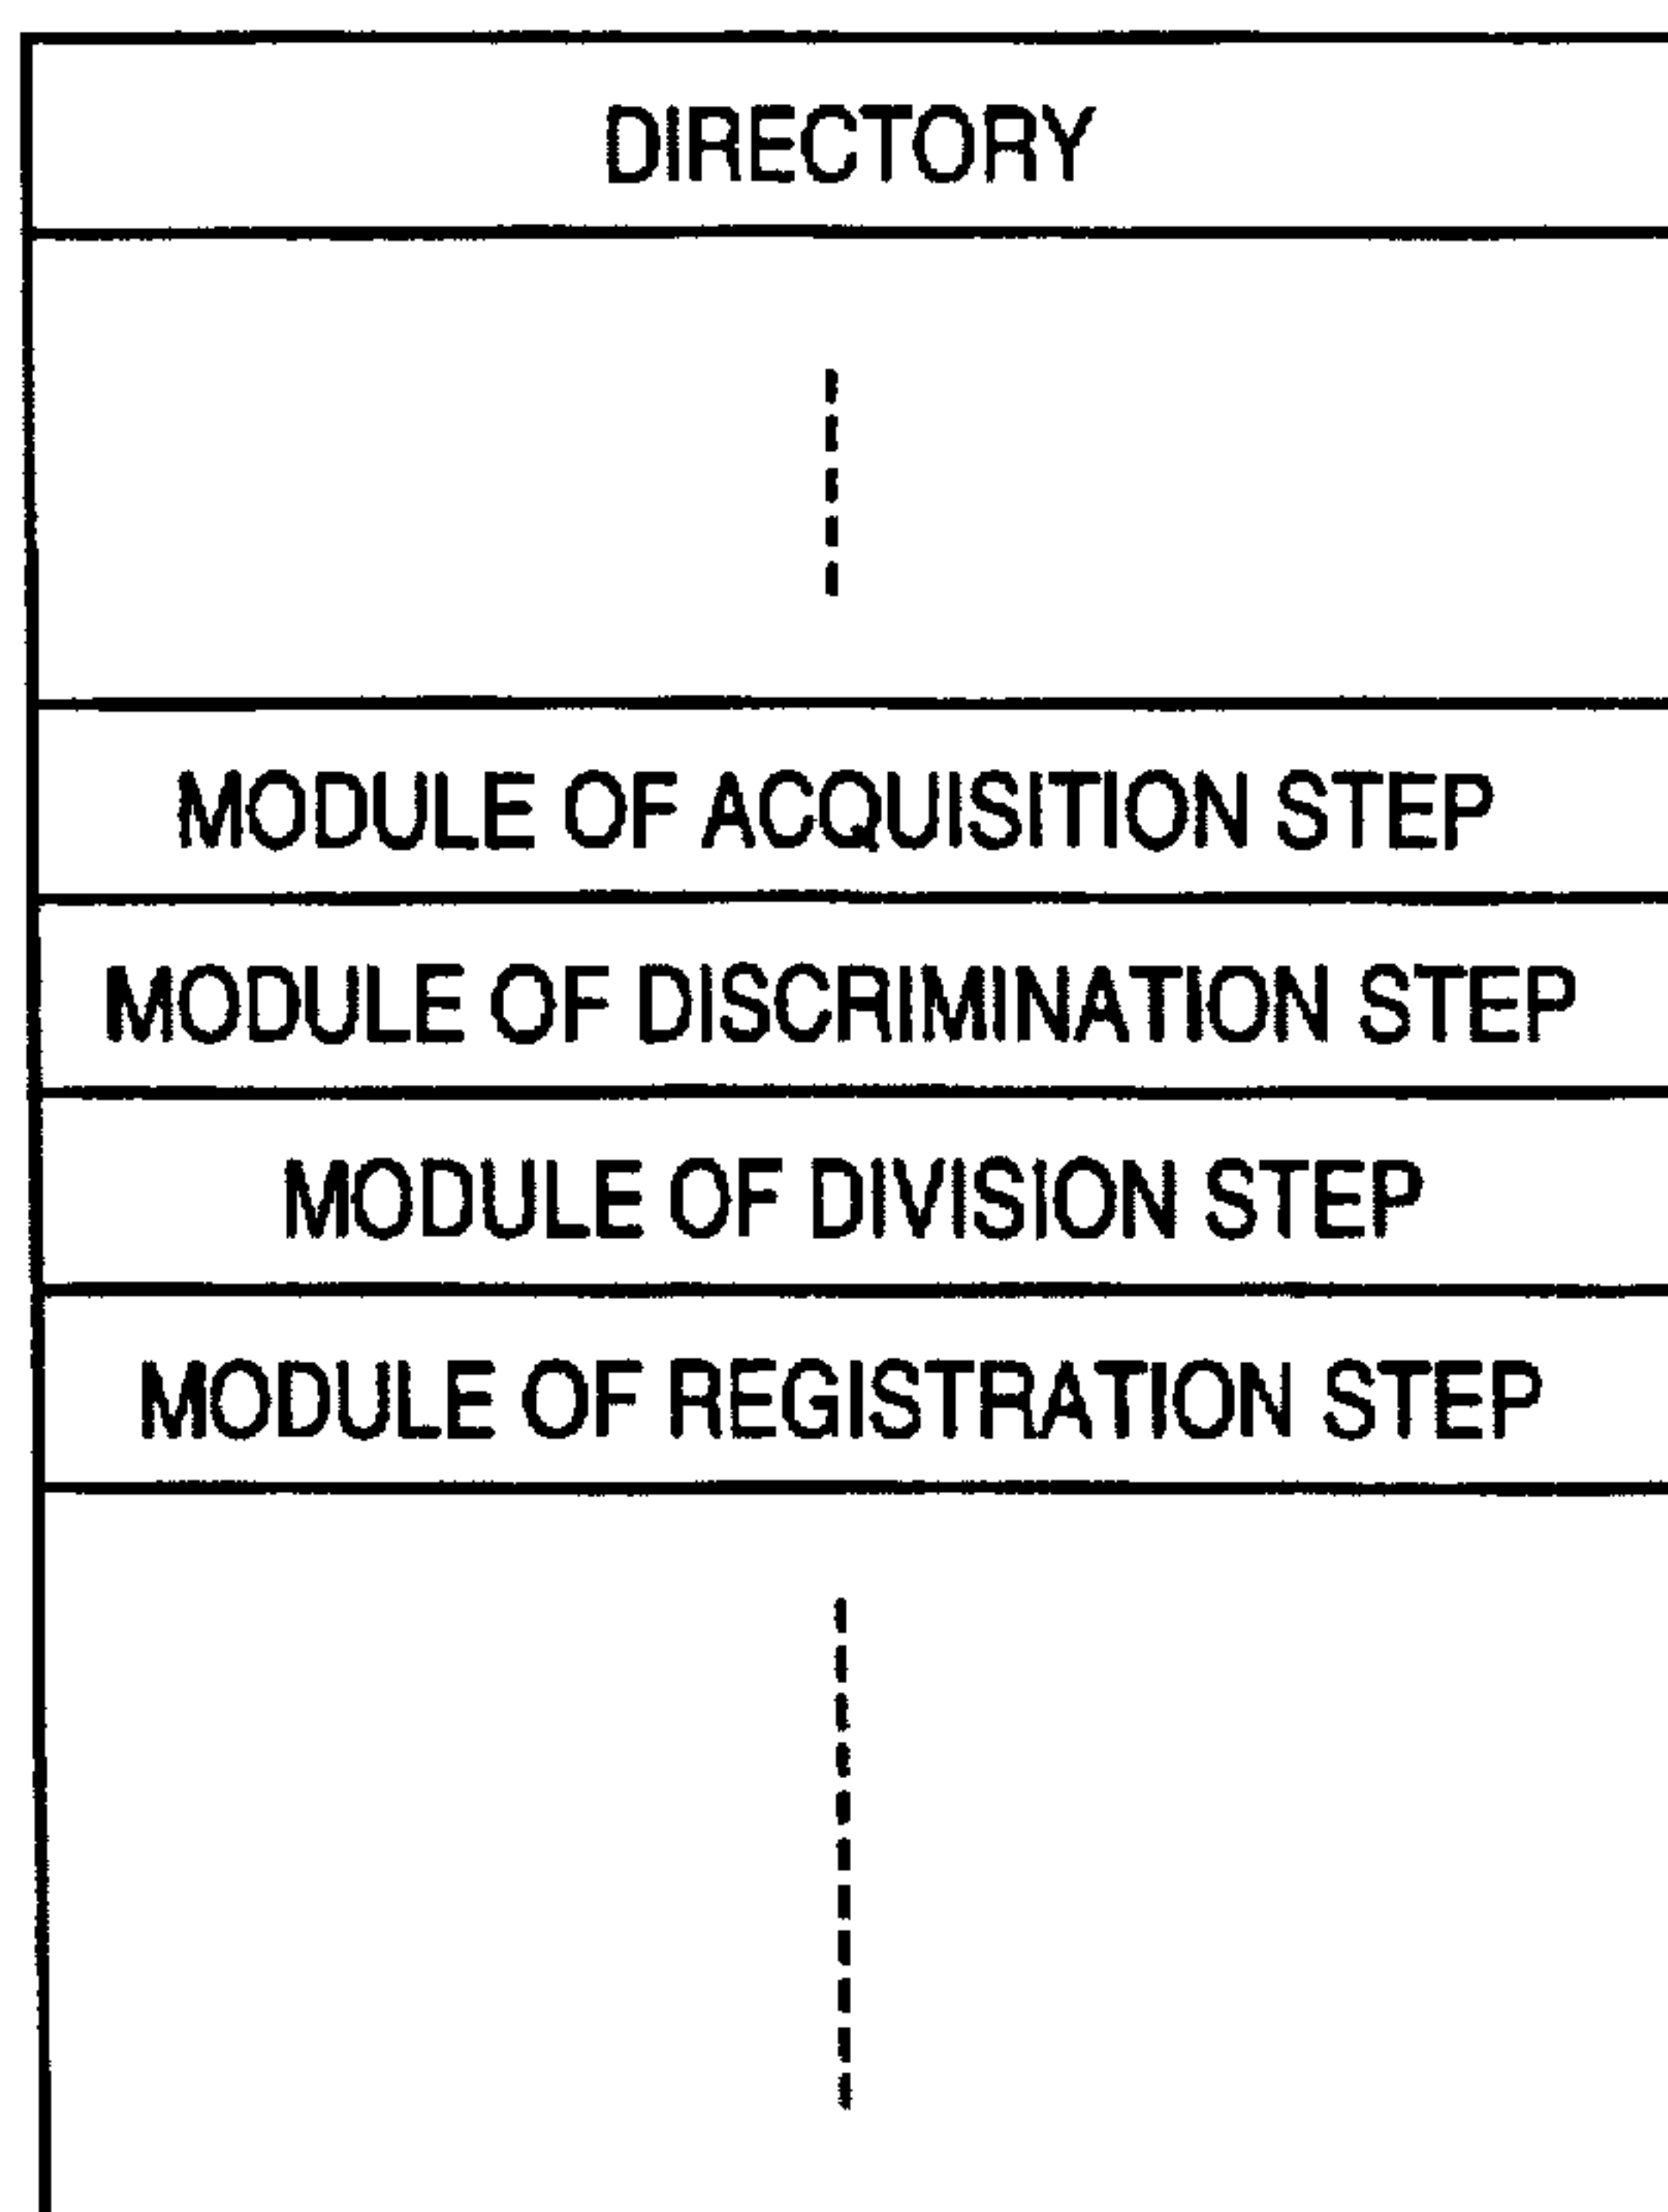 DIRECTORY
MODULE OF ACQUISITION STEP
MODULE OF DISCRIMINATION STEP
MODULE OF DIVISION STEP
MODULE OF REGISTRATION STEP